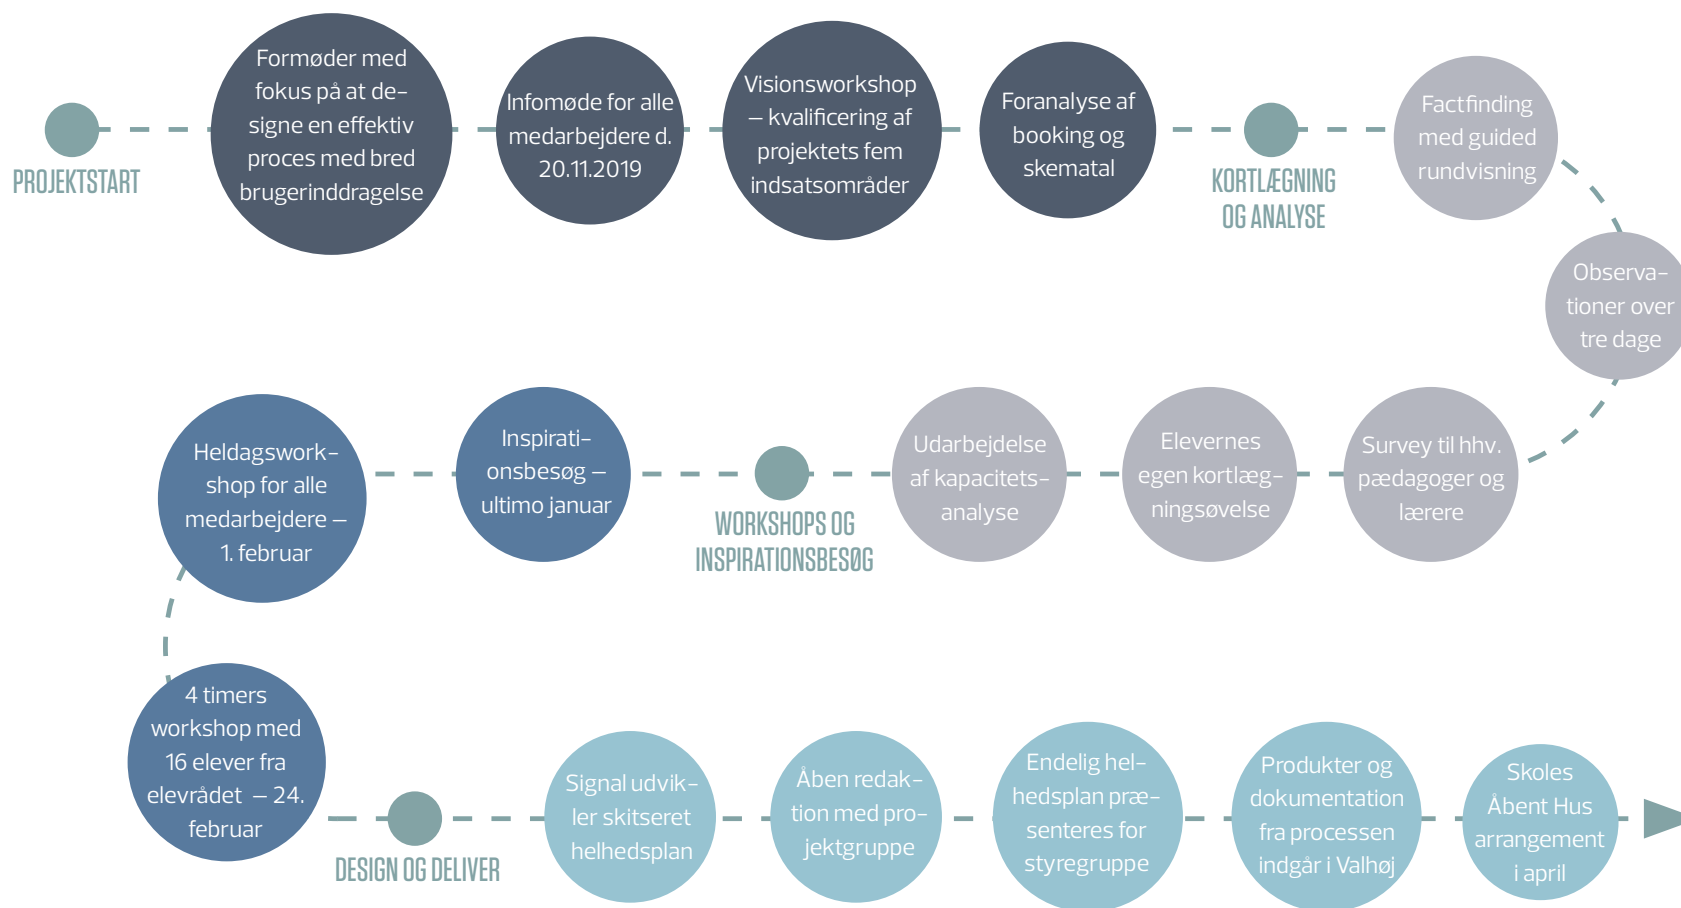 PROJEKTSTART
Formøder med
fokus på at de-
signe en effektiv
proces med bred
brugerinddragelse
Infomøde for alle
medarbejdere d.
20.11.2019
Visionsworkshop
– kvalificering af
projektets fem
indsatsområder
Foranalyse af
booking og
skematal
KORTLÆGNING
OG ANALYSE
Factfinding
med guided
rundvisning
Observa-
tioner over
tre dage
Survey til hhv.
pædagoger og
lærere
Elevernes
egen kortlæg-
ningsøvelse
Udarbejdelse
af kapacitets-
analyse
WORKSHOPS OG
INSPIRATIONSBESØG
Inspirati-
onsbesøg –
ultimo januar
Heldagswork-
shop for alle
medarbejdere –
1. februar
4 timers
workshop med
16 elever fra
elevrådet – 24.
februar
DESIGN OG DELIVER
Signal udvik-
ler skitseret
helhedsplan
Åben redak-
tion med pro-
jektgruppe
Endelig hel-
hedsplan præ-
senteres for
styregruppe
Produkter og
dokumentation
fra processen
indgår i Valhøj
Skoles
Åbent Hus
arrangement
i april